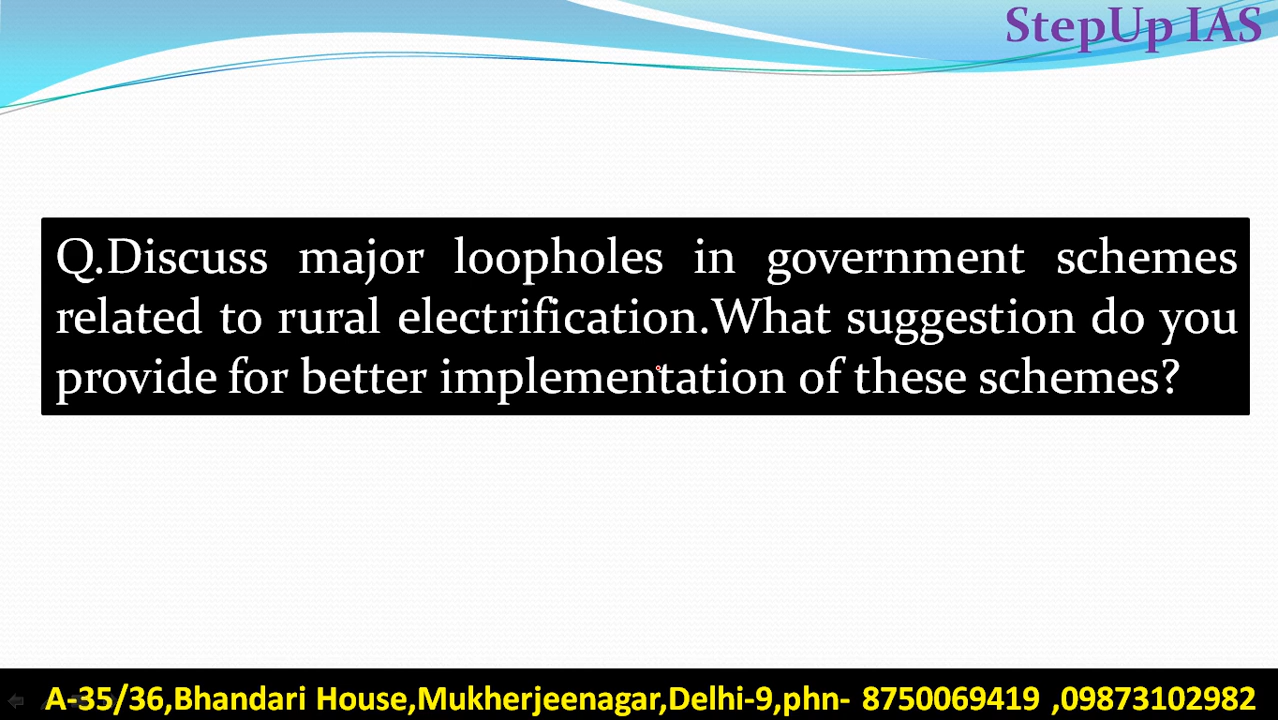 StepUp IAS
Q.Discuss major loopholes in government schemes
related to rural electrification.What suggestion do you
provide for better implementation of these schemes?
A-35/36,Bhandari House,Mukherjeenagar,Delhi-9,phn- 8750069419 ,09873102982